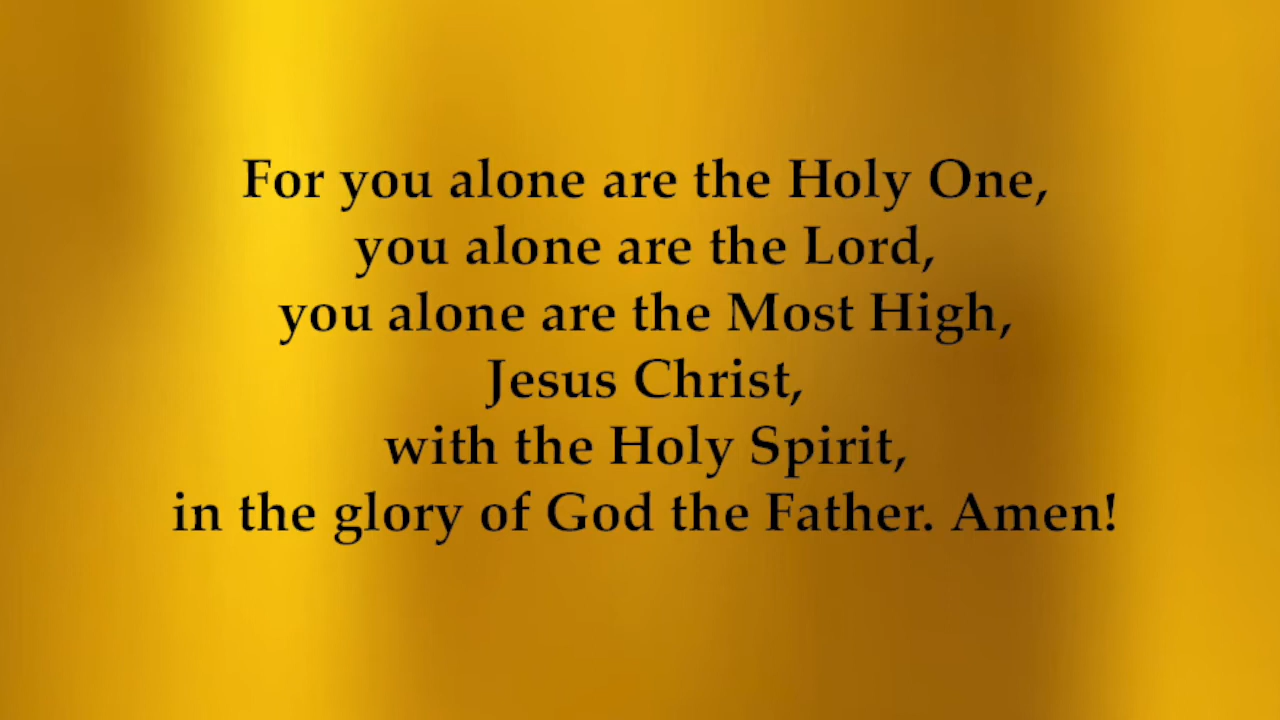 For you alone are the Holy One,
you alone are the Lord,
you alone are the Most High,
Jesus Christ,
with the Holy Spirit,
in the glory of God the Father. Amen!